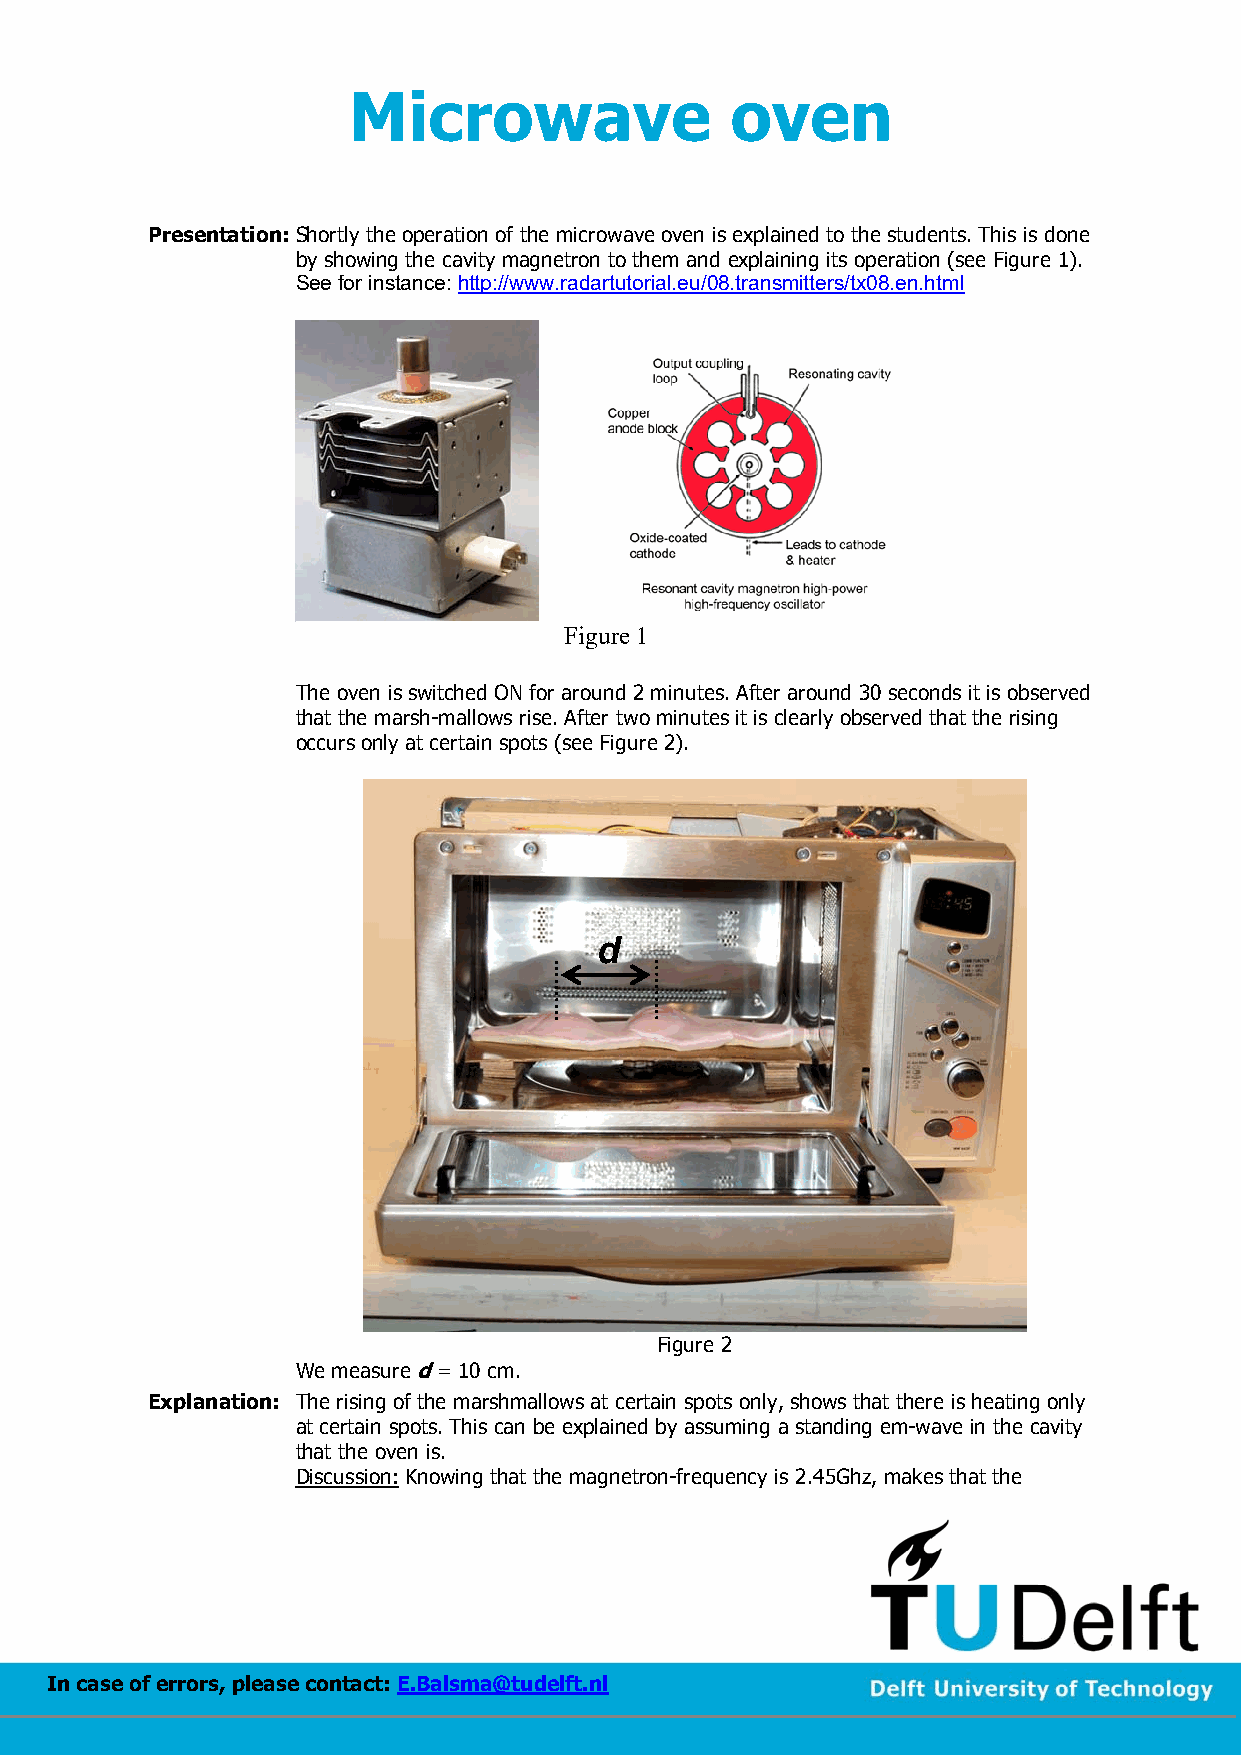 Microwave oven
Presentation: Shortly the operation of the microwave oven is explained to the students. This is done
by showing the cavity magnetron to them and explaining its operation (see Figure 1).
See for instance: http://www.radartutorial.eu/08.transmitters/tx08.en.html
Output coupling
loop
Resonating cavity
Copper
anode block
Oxide-coated
cathode
Leads to cathode
& heater
Resonant cavity magnetron high-power
high-frequency oscillator
Figure 1
The oven is switched ON for around 2 minutes. After around 30 seconds it is observed
that the marsh-mallows rise. After two minutes it is clearly observed that the rising
occurs only at certain spots (see Figure 2).
d
Figure 2
We measure d = 10 cm.
Explanation: The rising of the marshmallows at certain spots only, shows that there is heating only
at certain spots. This can be explained by assuming a standing em-wave in the cavity
that the oven is.
Discussion: Knowing that the magnetron-frequency is 2.45Ghz, makes that the
TUDelft
In case of errors, please contact: E.Balsma@tudelft.nl
Delft University of Technology